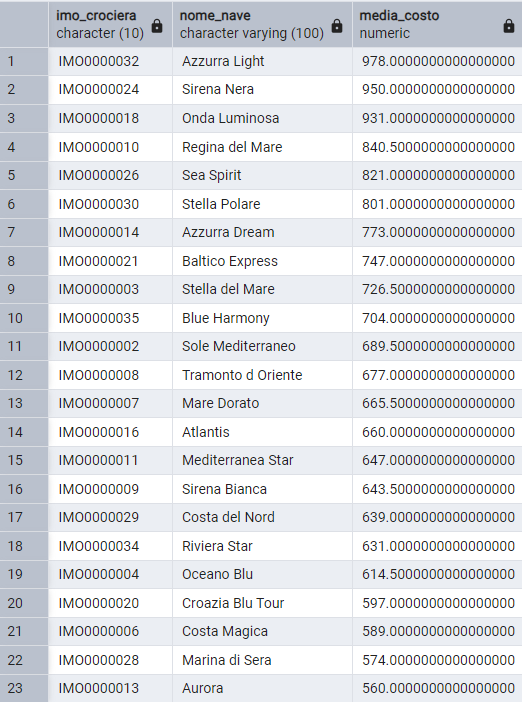 imo_crociera nome_nave media_costo
character (10) character varying (100) numeric
1 IMO0000032 Azzurra Light 978.0000000000000000
2 IMO0000024 Sirena Nera 950.0000000000000000
3 IMO0000018 Onda Luminosa 931.0000000000000000
4 IMO0000010 Regina del Mare 840.5000000000000000
5 IMO0000026 Sea Spirit 821.0000000000000000
6 IMO0000030 Stella Polare 801.0000000000000000
7 IMO0000014 Azzurra Dream 773.0000000000000000
8 IMO0000021 Baltico Express 747.0000000000000000
9 IMO0000003 Stella del Mare 726.5000000000000000
10 IMO0000035 Blue Harmony 704.0000000000000000
11 IMO0000002 Sole Mediterraneo 689.5000000000000000
12 IMO0000008 Tramonto d Oriente 677.0000000000000000
13 IMO0000007 Mare Dorato 665.5000000000000000
14 IMO0000016 Atlantis 660.0000000000000000
15 IMO0000011 Mediterranea Star 647.0000000000000000
16 IMO0000009 Sirena Bianca 643.5000000000000000
17 IMO0000029 Costa del Nord 639.0000000000000000
18 IMO0000034 Riviera Star 631.0000000000000000
19 IMO0000004 Oceano Blu 614.5000000000000000
20 IMO0000020 Croazia Blu Tour 597.0000000000000000
21 IMO0000006 Costa Magica 589.0000000000000000
22 IMO0000028 Marina di Sera 574.0000000000000000
23 IMO0000013 Aurora 560.0000000000000000